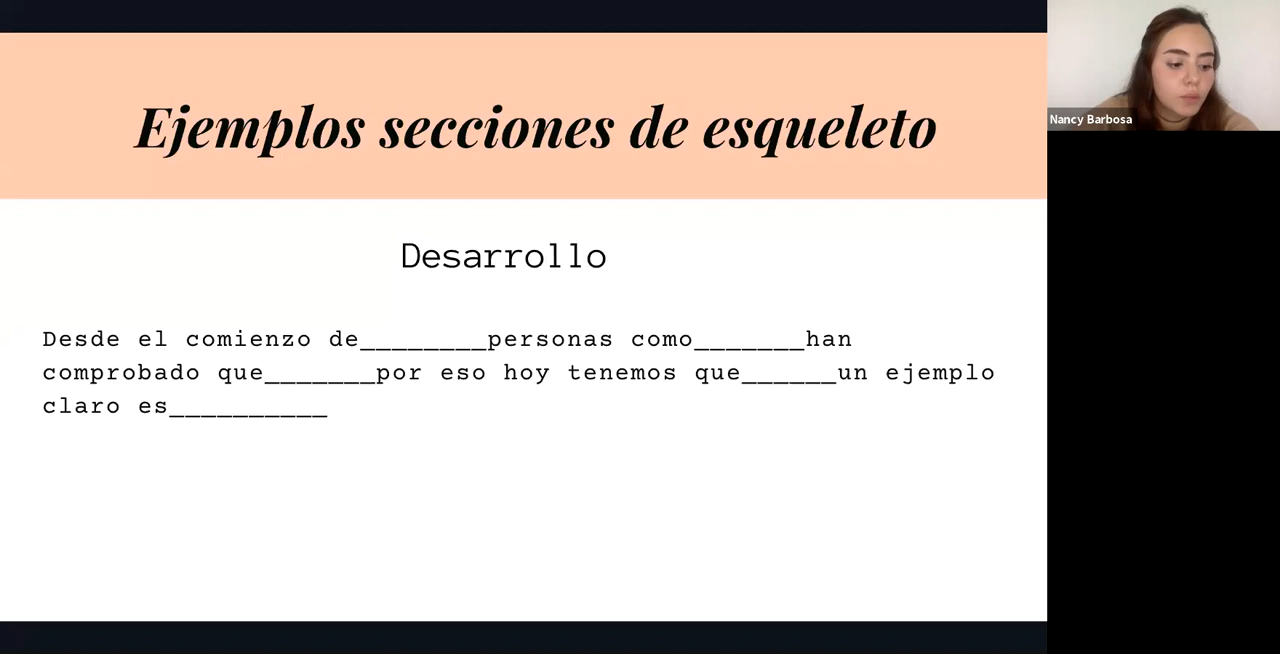 Ejemplos secciones de esqueleto
Nancy Barbosa
Desarrollo
Desde el comienzo de________personas como_______han
comprobado que_______por eso hoy tenemos que______un ejemplo
claro es__________